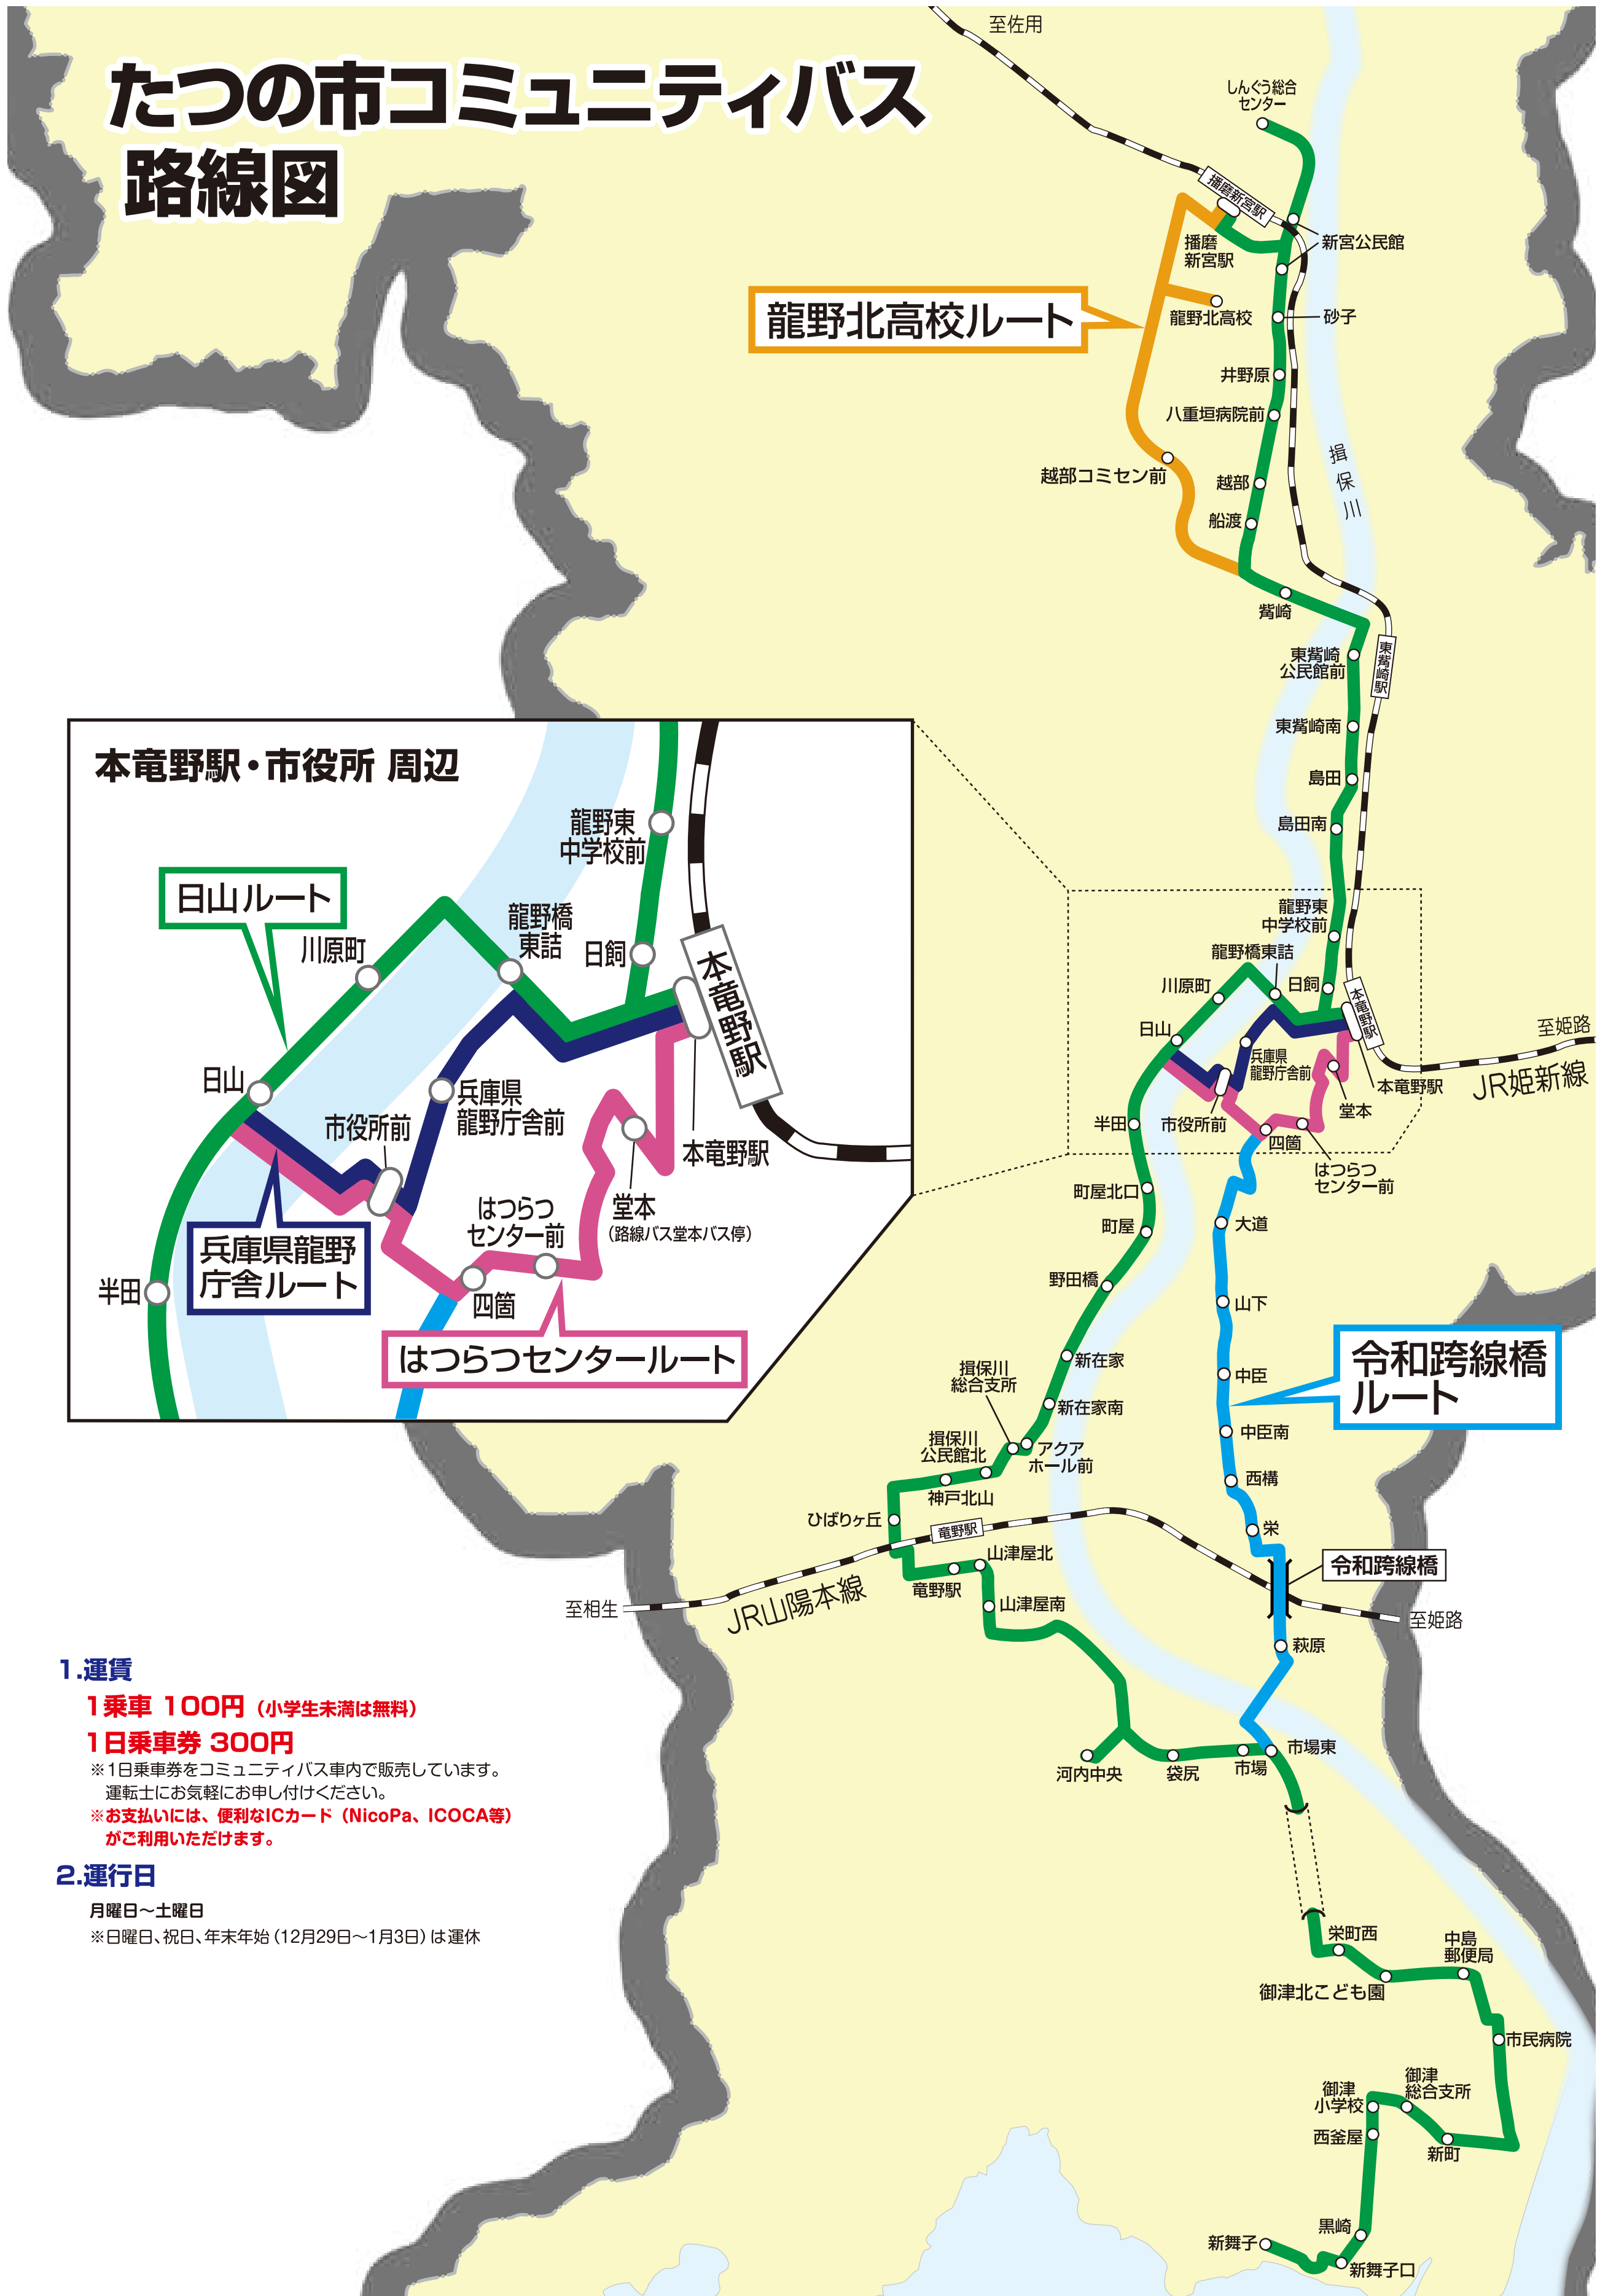 たつの市コミュニティバス
路線図
至佐用
しんぐう総合
センター
播磨新宮駅
播磨
新宮駅
新宮公民館
龍野北高校ルート
龍野北高校
砂子
井野原
八重垣病院前
揖保川
越部コミセン前
越部
船渡
觜崎
東觜崎
公民館前
東觜崎駅
東觜崎南
島田
島田南
龍野東
中学校前
龍野橋東詰
日飼
川原町
本竜野駅
日山
至姫路
JR姫新線
兵庫県
龍野庁舎前
本竜野駅
堂本
半田
市役所前
四箇
はつらつ
センター前
町屋北口
町屋
大道
野田橋
山下
新在家
中臣
令和跨線橋
ルート
揖保川
総合支所
新在家南
中臣南
揖保川
公民館北
アクア
ホール前
西構
神戸北山
ひばりヶ丘
竜野駅
栄
山津屋北
令和跨線橋
竜野駅
山津屋南
至相生
JR山陽本線
至姫路
萩原
河内中央
袋尻
市場
市場東
栄町西
中島
郵便局
御津北こども園
市民病院
御津
総合支所
御津
小学校
西釜屋
新町
黒崎
新舞子
新舞子口
本竜野駅・市役所 周辺
龍野東
中学校前
日山ルート
龍野橋
東詰
川原町
日飼
本竜野駅
日山
兵庫県
龍野庁舎前
市役所前
本竜野駅
はつらつ
センター前
堂本
(路線バス堂本バス停)
兵庫県龍野
庁舎ルート
半田
四箇
はつらつセンタールート
1.運賃
1乗車 100円（小学生未満は無料）
1日乗車券 300円
※1日乗車券をコミュニティバス車内で販売しています。
運転士にお気軽にお申し付けください。
※お支払いには、便利なICカード（NicoPa、ICOCA等）
がご利用いただけます。
2.運行日
月曜日～土曜日
※日曜日、祝日、年末年始（12月29日～1月3日）は運休